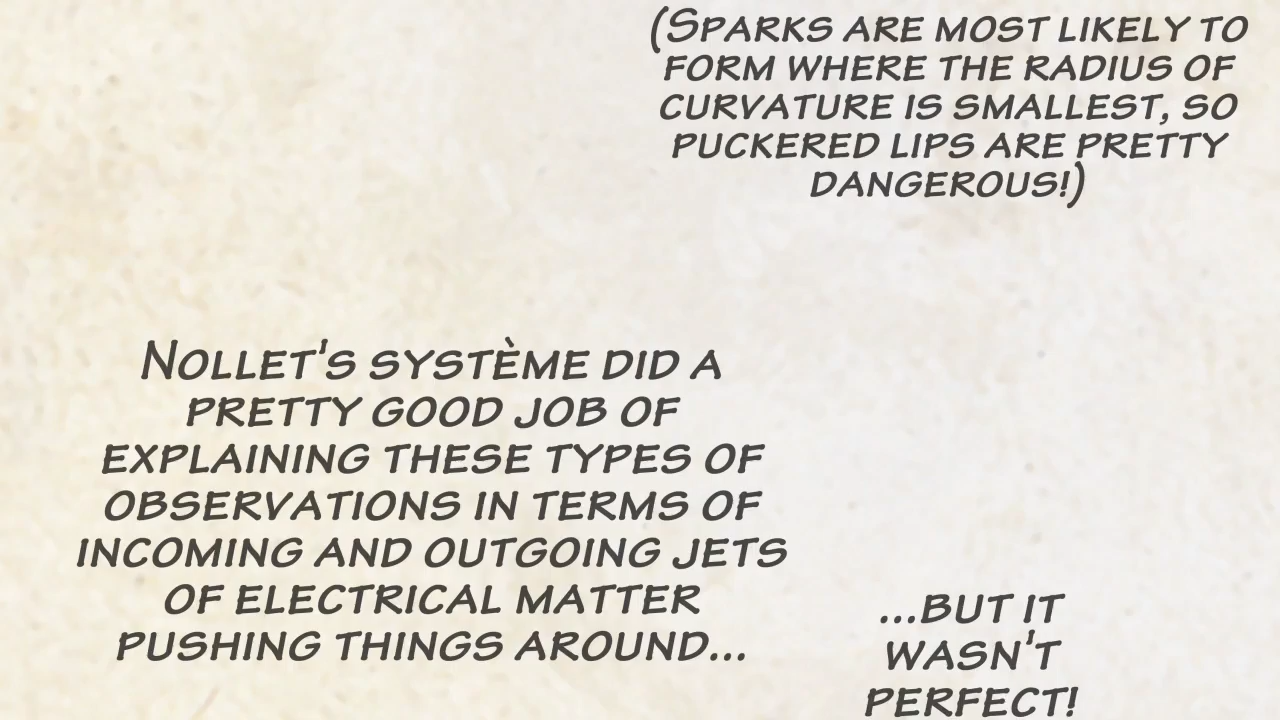 (SPARKS ARE MOST LIKELY TO
FORM WHERE THE RADIUS OF
CURVATURE IS SMALLEST, SO
PUCKERED LIPS ARE PRETTY
DANGEROUS!)
NOLLET'S SYSTÈME DID A
PRETTY GOOD JOB OF
EXPLAINING THESE TYPES OF
OBSERVATIONS IN TERMS OF
INCOMING AND OUTGOING JETS
OF ELECTRICAL MATTER
PUSHING THINGS AROUND...
...BUT IT
WASN'T
PERFECT!